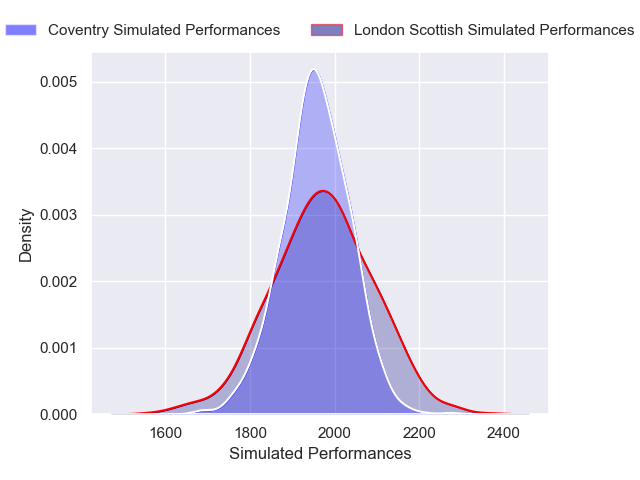 Coventry Simulated Performances
London Scottish Simulated Performances
0.005
0.004
0.003
0.002
0.001
0.000
Density
1600
1800
2000
2200
2400
Simulated Performances